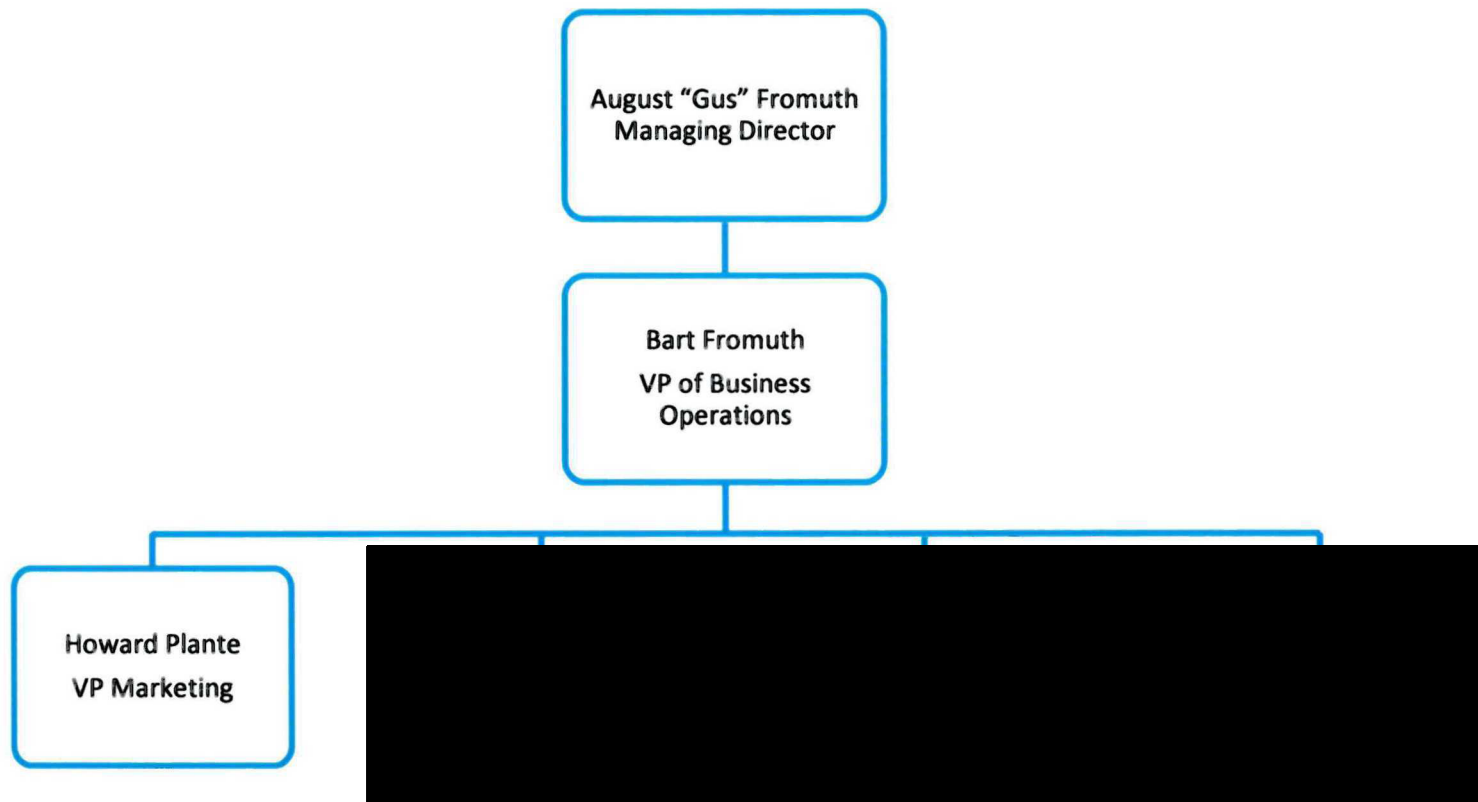 August “Gus” Fromuth
Managing Director
Bart Fromuth
VP of Business
Operations
Howard Plante
VP Marketing